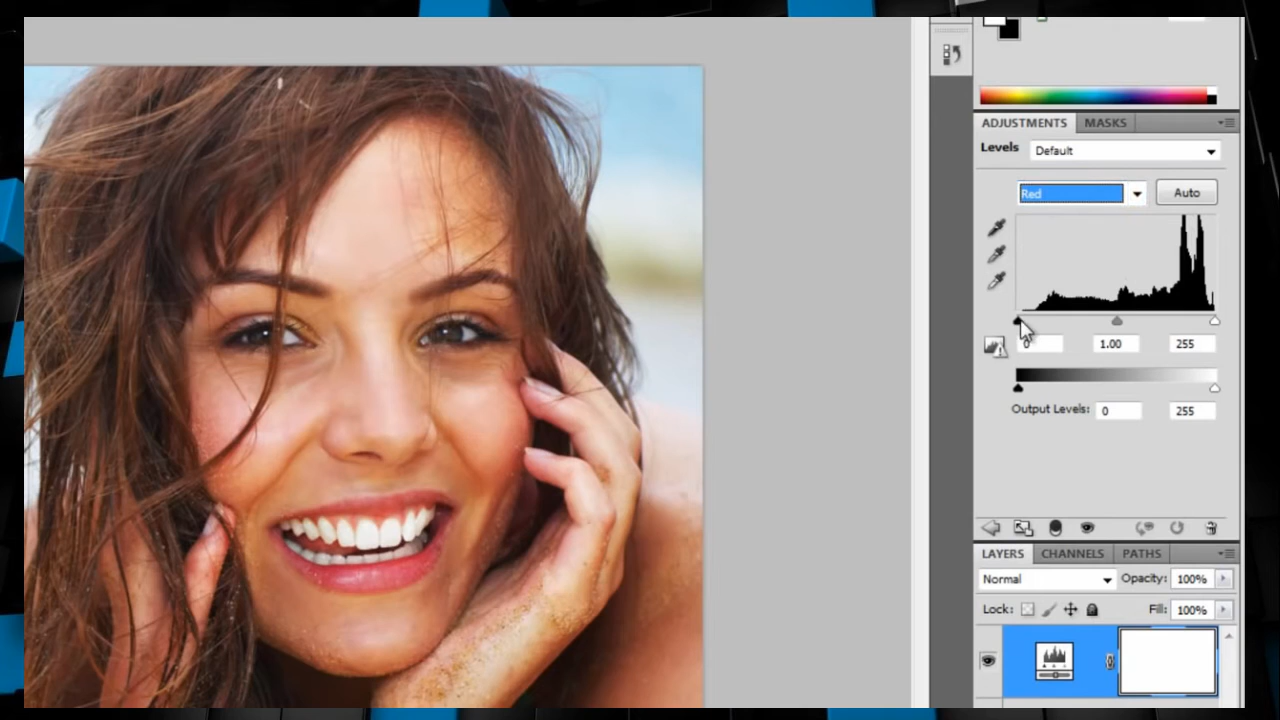 ADJUSTMENTS MASKS
Levels Default
Red Auto
0 1.00 255
Output Levels: 0 255
LAYERS CHANNELS PATHS
Normal Opacity: 100%
Lock: Fill: 100%